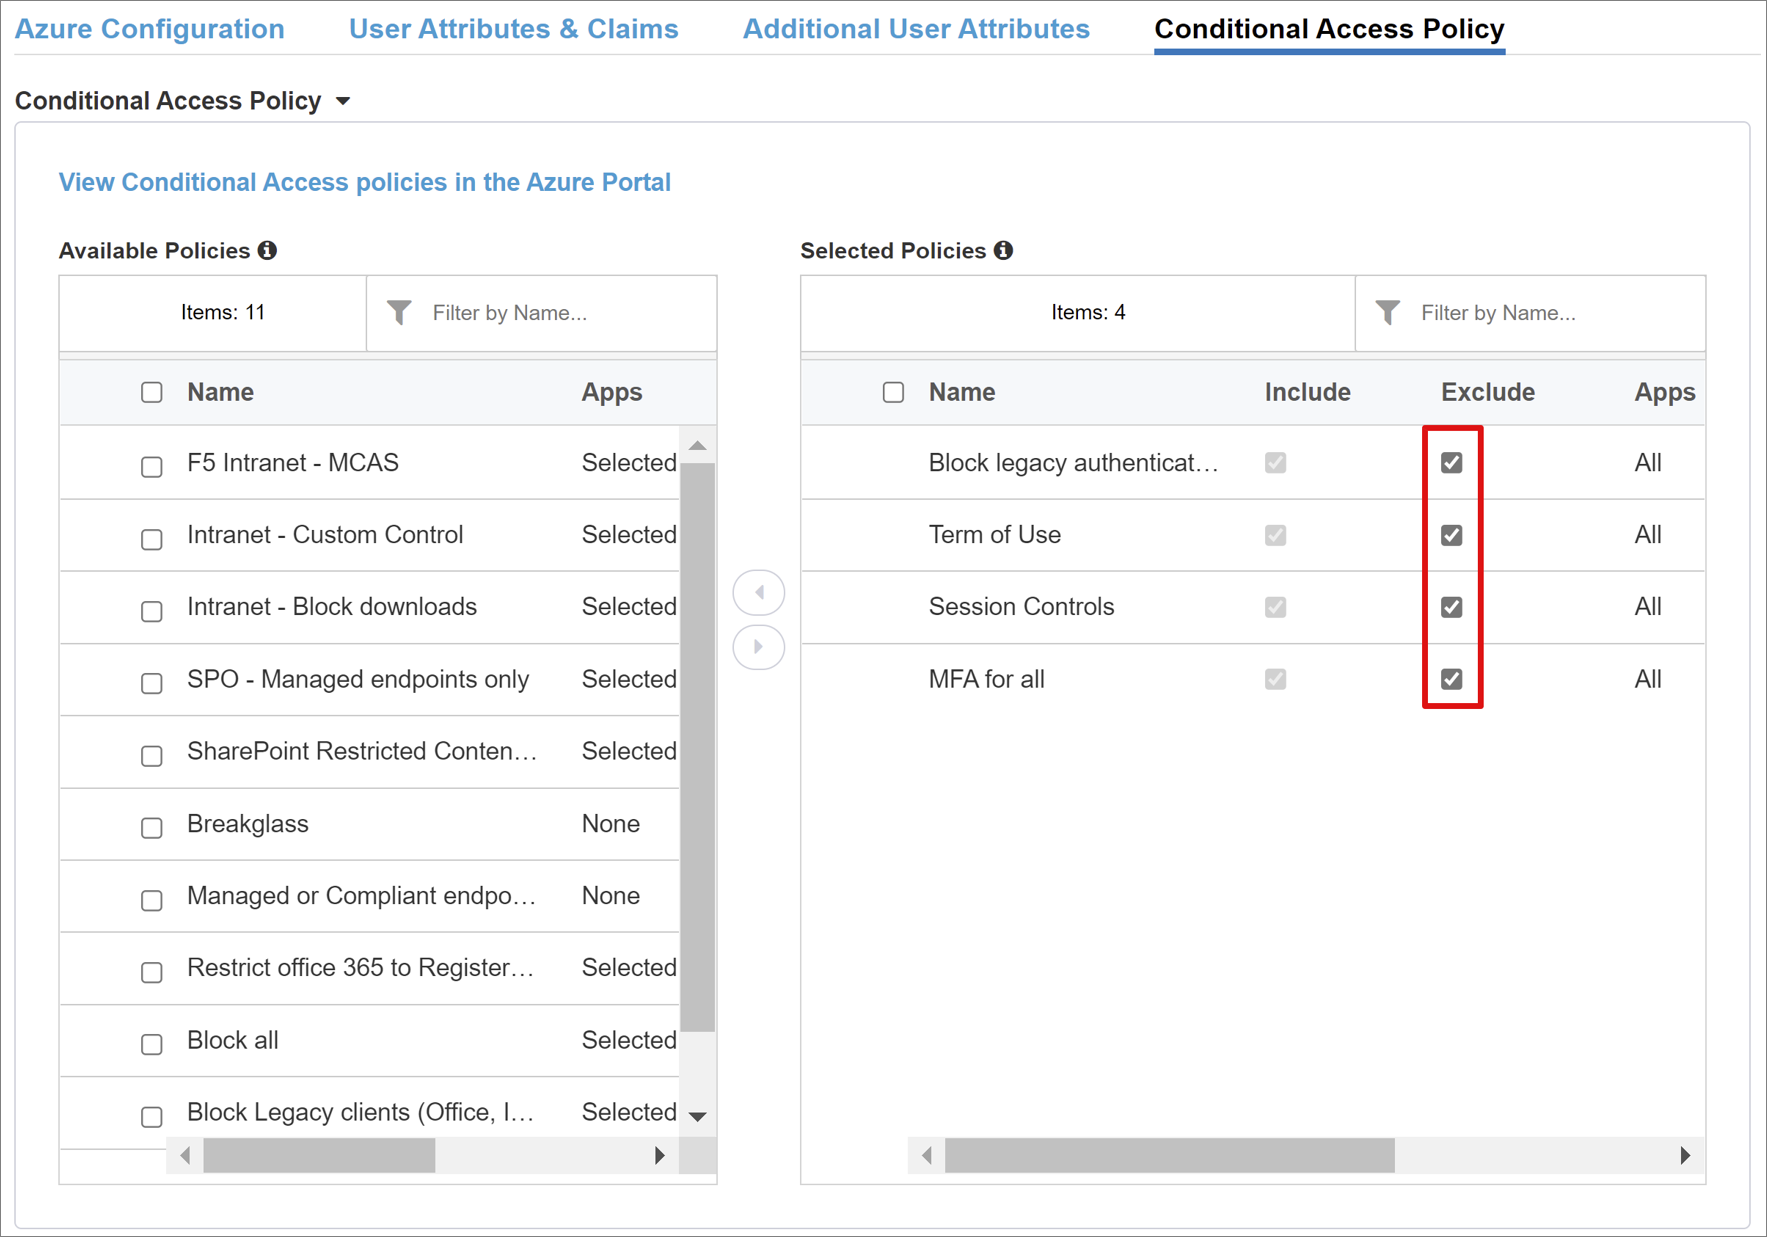 Azure Configuration User Attributes & Claims Additional User Attributes Conditional Access Policy
Conditional Access Policy
View Conditional Access policies in the Azure Portal
Available Policies
Items: 11 Filter by Name...
Name Apps
F5 Intranet - MCAS Selected
Intranet - Custom Control Selected
Intranet - Block downloads Selected
SPO - Managed endpoints only Selected
SharePoint Restricted Conten... Selected
Breakglass None
Managed or Compliant endpo... None
Restrict office 365 to Register... Selected
Block all Selected
Block Legacy clients (Office, I... Selected
Selected Policies
Items: 4 Filter by Name...
Name Include Exclude Apps
Block legacy authenticat... All
Term of Use All
Session Controls All
MFA for all All